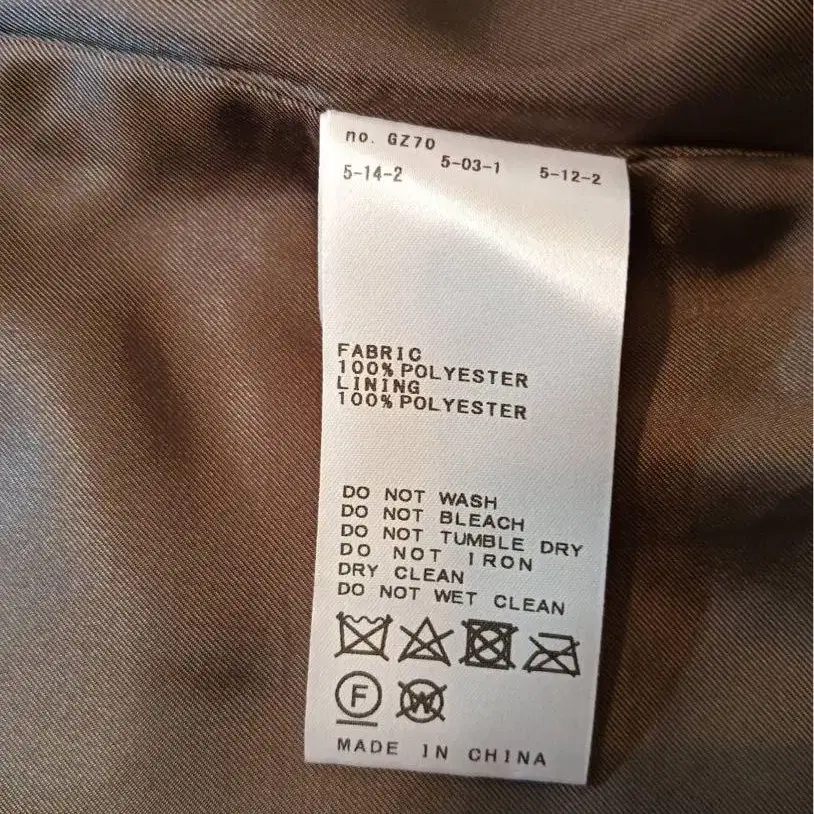 no. GZ70
5-14-2 5-03-1 5-12-2
FABRIC
100% POLYESTER
LINING
100% POLYESTER
DO NOT WASH
DO NOT BLEACH
DO NOT TUMBLE DRY
DO NOT IRON
DRY CLEAN
DO NOT WET CLEAN
F W
MADE IN CHINA